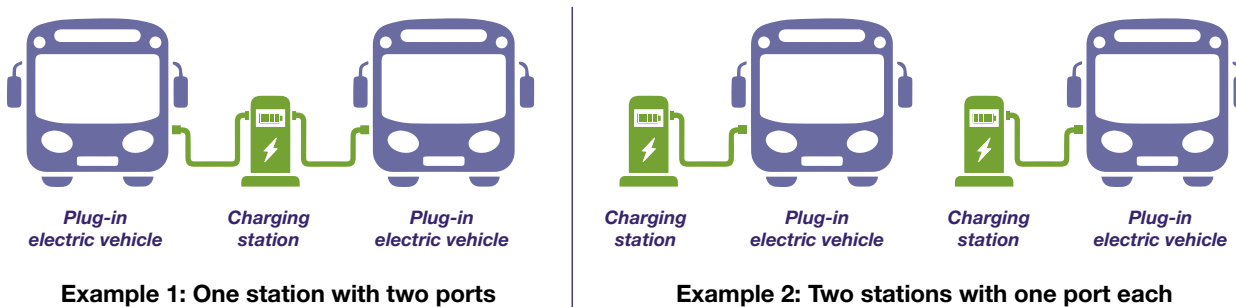 Plug-in
electric vehicle
Charging
station
Plug-in
electric vehicle
Example 1: One station with two ports
Charging
station
Plug-in
electric vehicle
Charging
station
Plug-in
electric vehicle
Example 2: Two stations with one port each